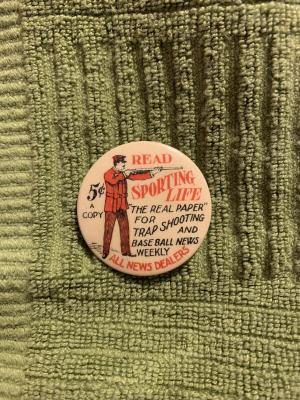 READ
SPORTING
LIFE
5¢
A
COPY
"THE REAL PAPER"
FOR
TRAP SHOOTING
AND
BASE BALL NEWS
WEEKLY
ALL NEWS DEALERS